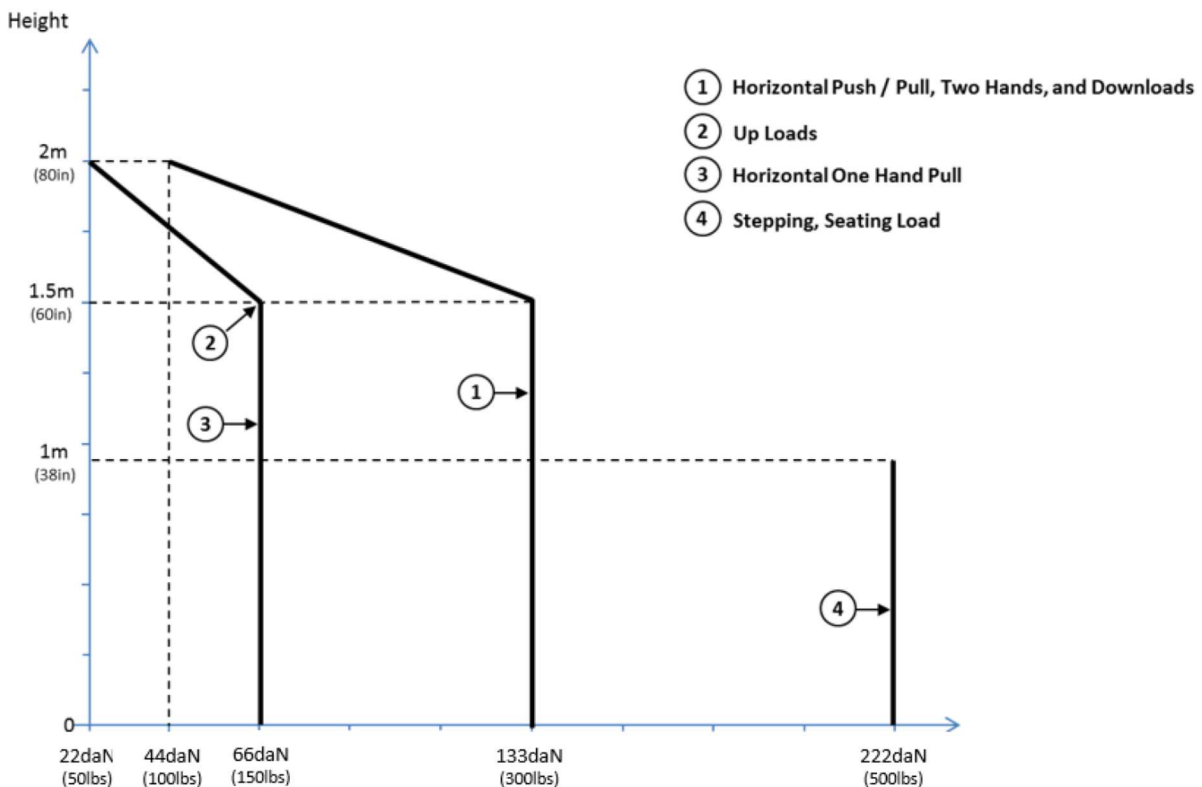 Height
1 Horizontal Push / Pull, Two Hands, and Downloads
2 Up Loads
3 Horizontal One Hand Pull
4 Stepping, Seating Load
2m
(80in)
1.5m
(60in)
2
1
3
1m
(38in)
4
0
22daN 44daN 66daN 133daN 222daN
(50lbs) (100lbs) (150lbs) (300lbs) (500lbs)